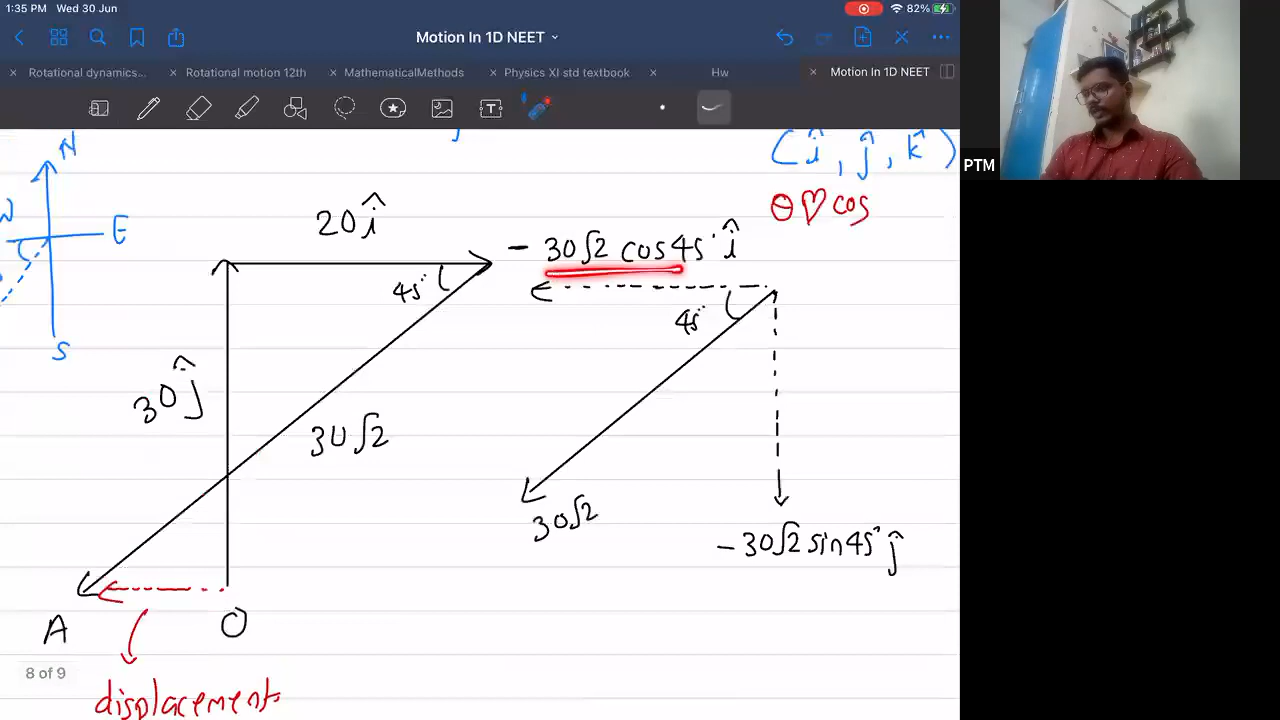 1:35 PM Wed 30 Jun
82%
Motion In 1D NEET
Rotational dynamics...
Rotational motion 12th
MathematicalMethods
Physics XI std textbook
Hw
Motion In 1D NEET
PTM
N
E
S
(î, ĵ, k̂)
θ♡cos
20î
- 30√2 cos45° î
45°
45°
30ĵ
30√2
30√2
-30√2 sin45° ĵ
A
O
8 of 9
displacement